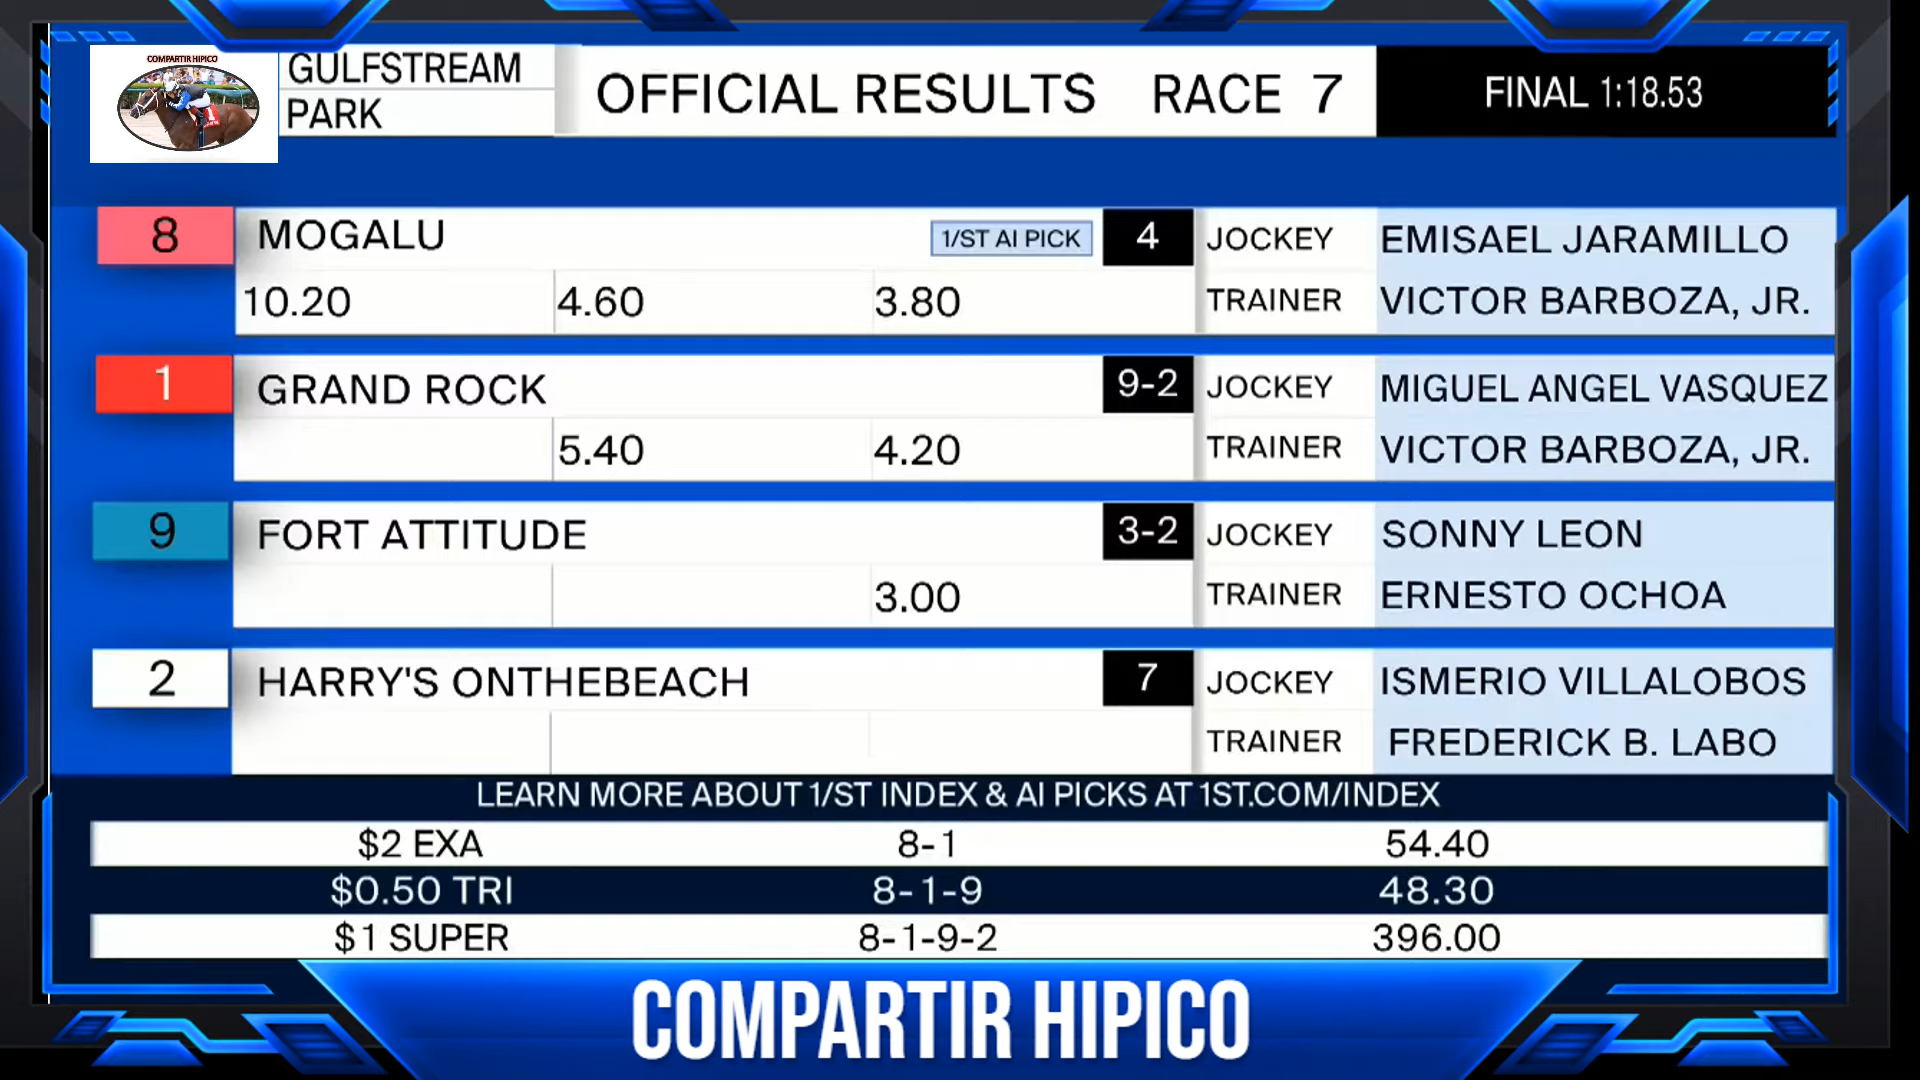 COMPARTIR HIPICO
GULFSTREAM
PARK
OFFICIAL RESULTS RACE 7
FINAL 1:18.53
8 MOGALU 1/ST AI PICK 4 JOCKEY EMISAEL JARAMILLO
10.20 4.60 3.80 TRAINER VICTOR BARBOZA, JR.
1 GRAND ROCK 9-2 JOCKEY MIGUEL ANGEL VASQUEZ
5.40 4.20 TRAINER VICTOR BARBOZA, JR.
9 FORT ATTITUDE 3-2 JOCKEY SONNY LEON
3.00 TRAINER ERNESTO OCHOA
2 HARRY'S ONTHEBEACH 7 JOCKEY ISMERIO VILLALOBOS
TRAINER FREDERICK B. LABO
LEARN MORE ABOUT 1/ST INDEX & AI PICKS AT 1ST.COM/INDEX
$2 EXA 8-1 54.40
$0.50 TRI 8-1-9 48.30
$1 SUPER 8-1-9-2 396.00
COMPARTIR HIPICO